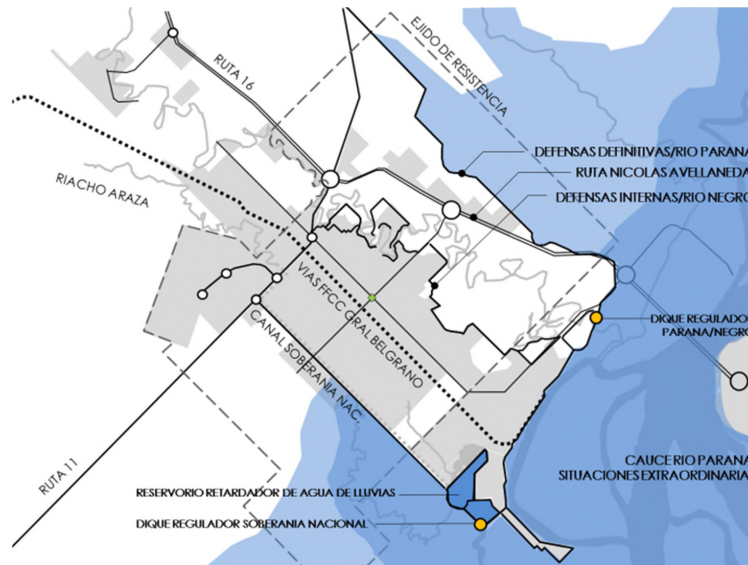 RUTA 16
EJIDO DE RESISTENCIA
DEFENSAS DEFINITIVAS/RIO PARANA
RUTA NICOLAS AVELLANEDA
DEFENSAS INTERNAS/RIO NEGRO
RIACHO ARAZA
VIAS FFCC GRAL BELGRANO
CANAL SOBERANIA NAC.
DIQUE REGULADO
PARANA/NEGRO
RUTA 11
CAUCE RIO PARANA
SITUACIONES EXTRAORDINARIA
RESERVORIO RETARDADOR DE AGUA DE LLUVIAS
DIQUE REGULADOR SOBERANIA NACIONAL